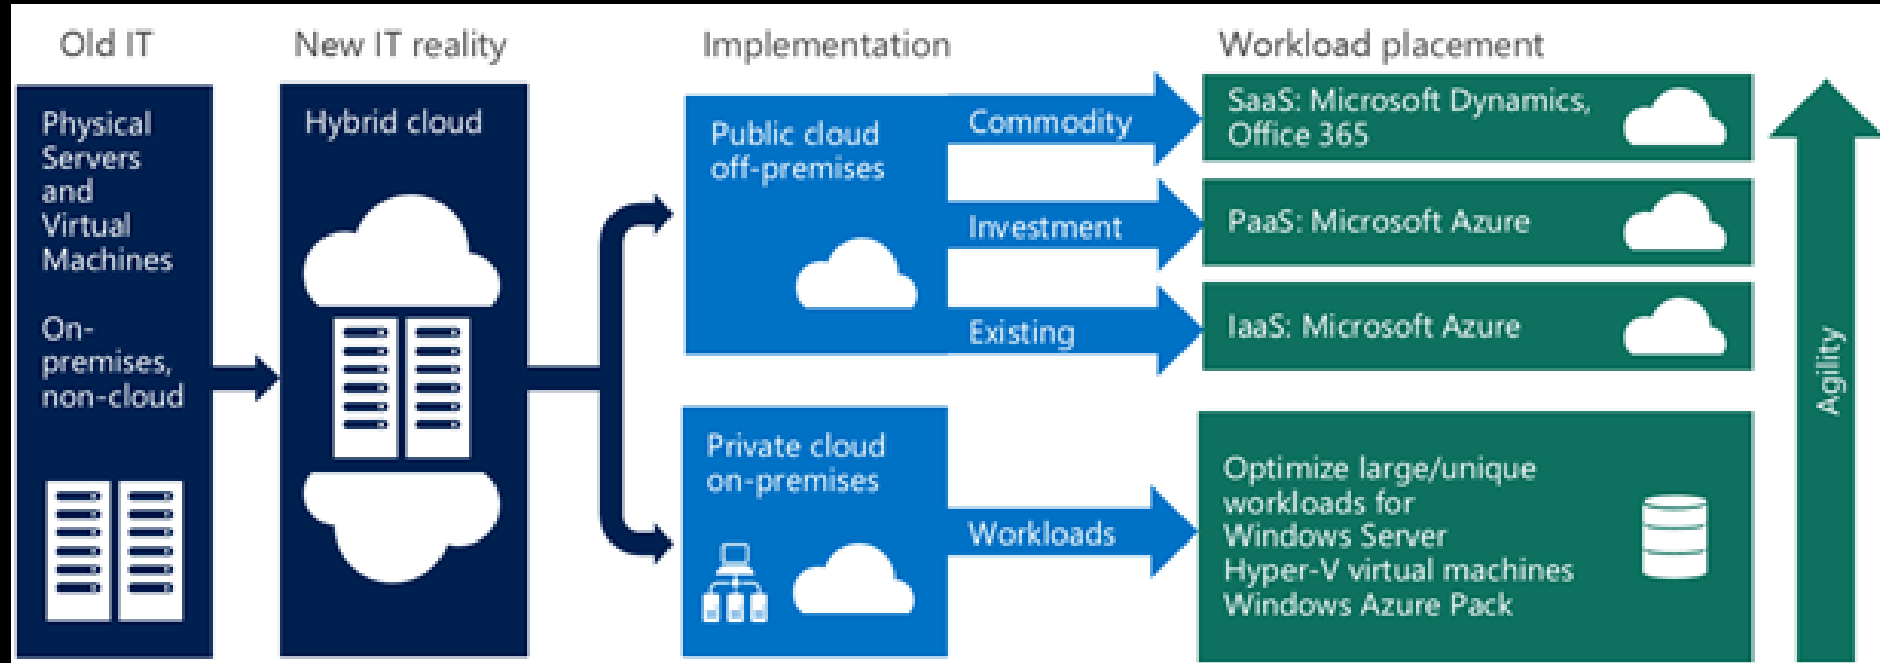 Old IT
New IT reality
Implementation
Workload placement
Physical
Servers
and
Virtual
Machines
On-
premises,
non-cloud
Hybrid cloud
Public cloud
off-premises
Commodity
Investment
Existing
Private cloud
on-premises
Workloads
SaaS: Microsoft Dynamics,
Office 365
PaaS: Microsoft Azure
IaaS: Microsoft Azure
Optimize large/unique
workloads for
Windows Server
Hyper-V virtual machines
Windows Azure Pack
Agility